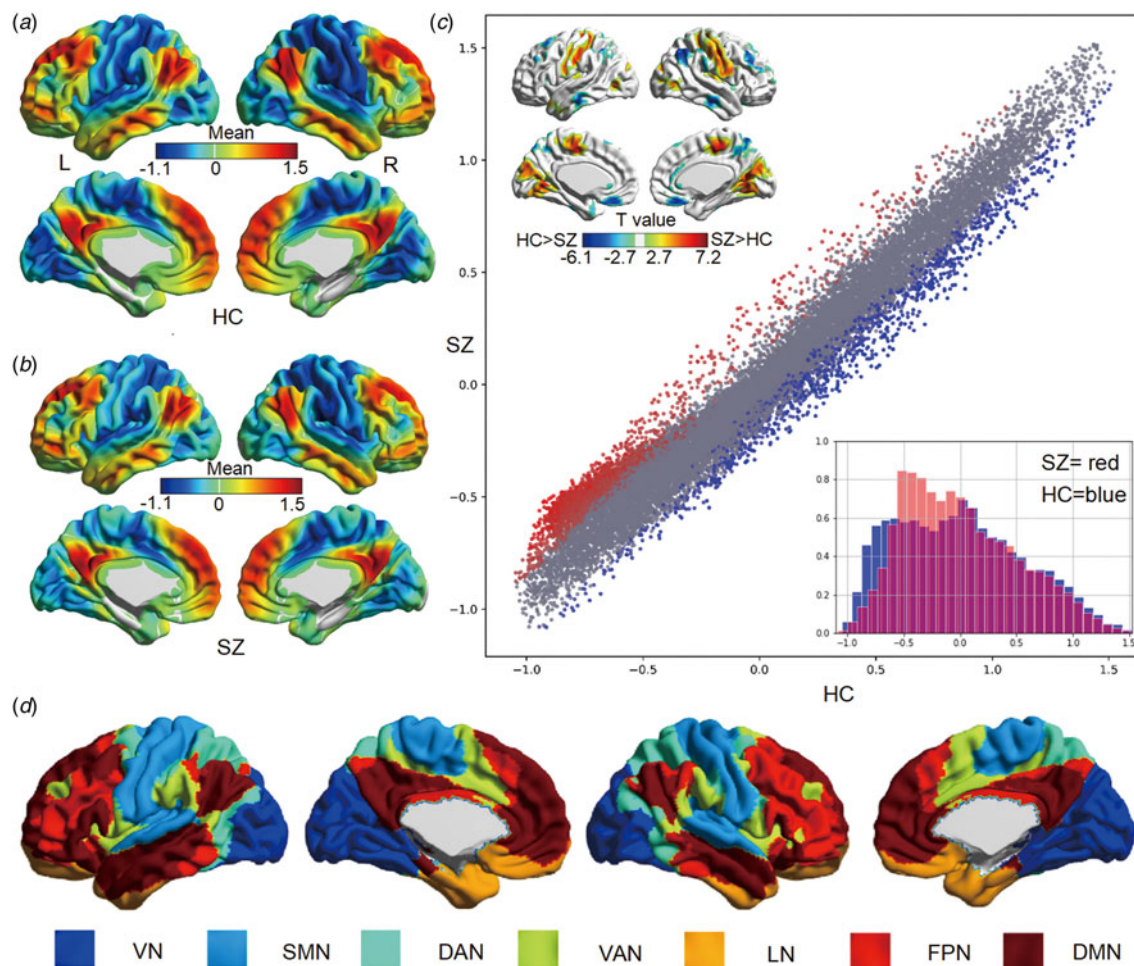 (a)
Mean
L
R
-1.1
0
1.5
HC
(b)
Mean
-1.1
0
1.5
SZ
(c)
1.5
1.0
0.5
0.0
−0.5
−1.0
SZ
T value
HC>SZ
SZ>HC
-6.1 -2.7 2.7 7.2
SZ= red
HC=blue
1.0
0.8
0.6
0.4
0.2
0.0
-1.0 -0.5 0.0 0.5 1.0 1.5
−1.0 −0.5 0.0 0.5 1.0 1.5
HC
(d)
VN SMN DAN VAN LN FPN DMN